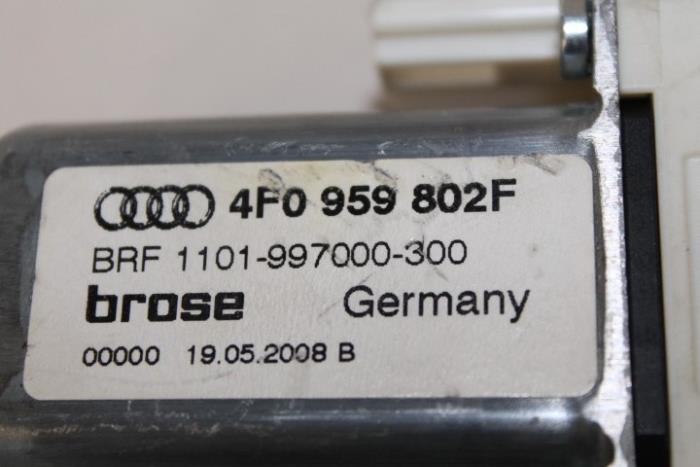 4F0 959 802F
BRF 1101-997000-300
brose Germany
00000 19.05.2008 B